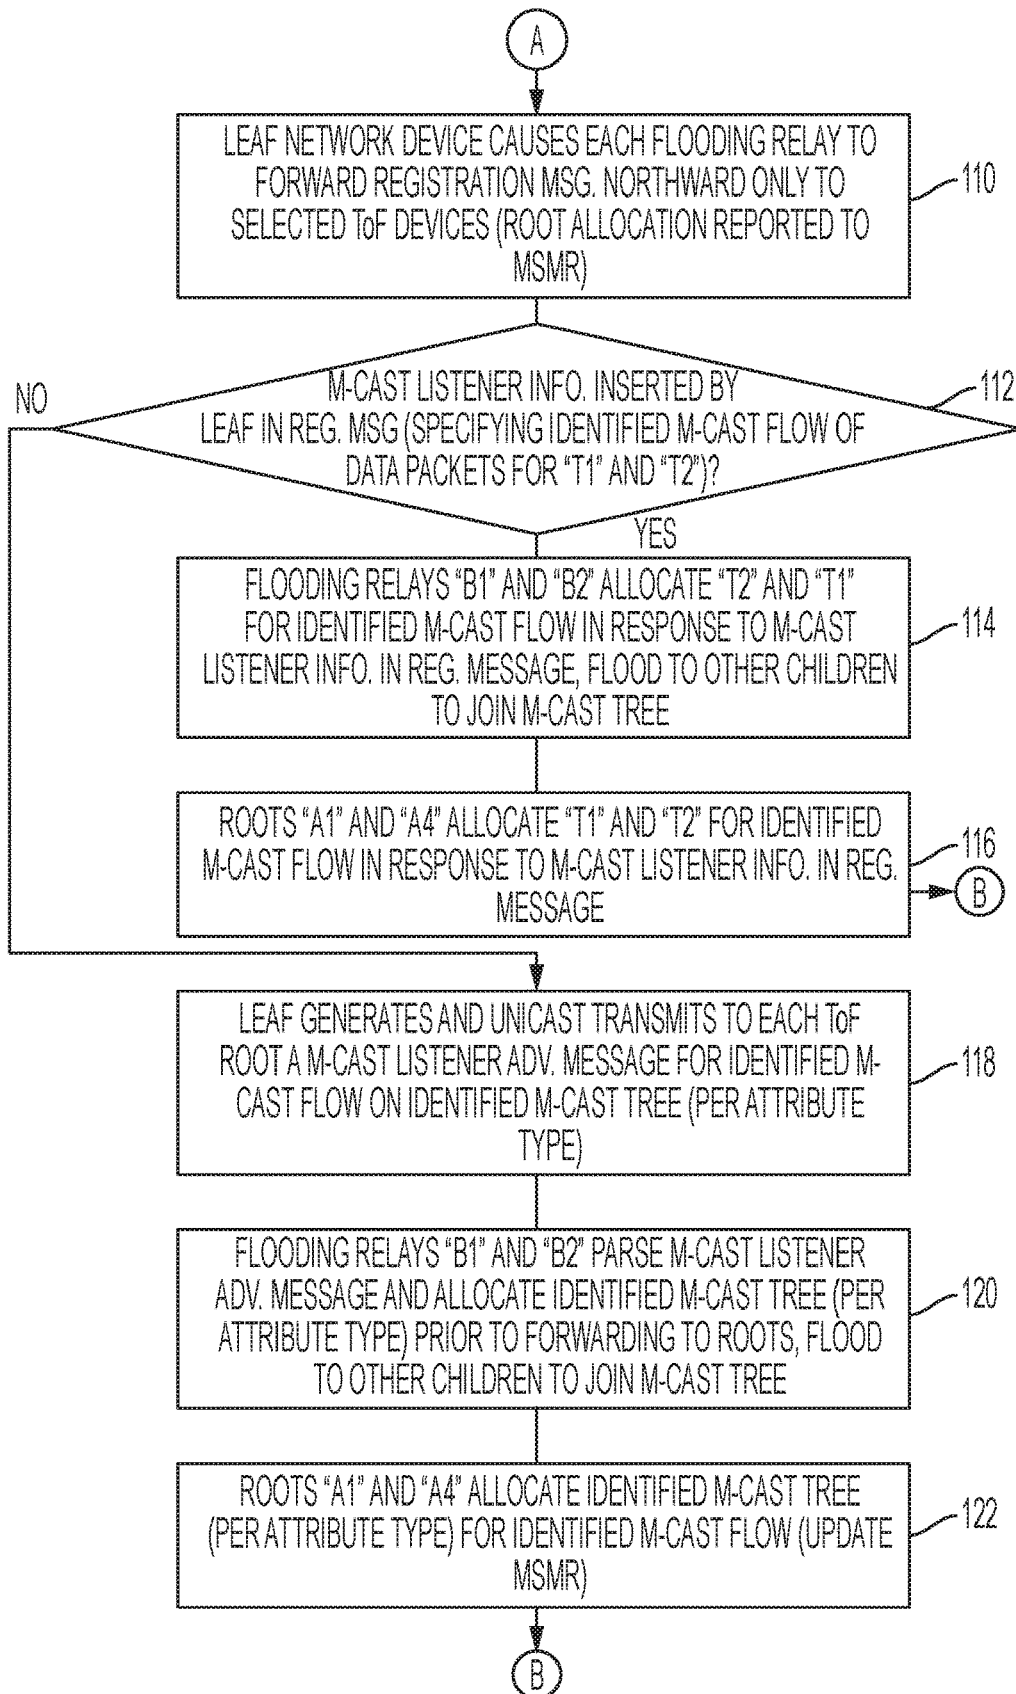 A
LEAF NETWORK DEVICE CAUSES EACH FLOODING RELAY TO
FORWARD REGISTRATION MSG. NORTHWARD ONLY TO
SELECTED ToF DEVICES (ROOT ALLOCATION REPORTED TO
MSMR)
110
NO
M-CAST LISTENER INFO. INSERTED BY
LEAF IN REG. MSG (SPECIFYING IDENTIFIED M-CAST FLOW OF
DATA PACKETS FOR "T1" AND "T2")?
112
YES
FLOODING RELAYS "B1" AND "B2" ALLOCATE "T2" AND "T1"
FOR IDENTIFIED M-CAST FLOW IN RESPONSE TO M-CAST
LISTENER INFO. IN REG. MESSAGE, FLOOD TO OTHER CHILDREN
TO JOIN M-CAST TREE
114
ROOTS "A1" AND "A4" ALLOCATE "T1" AND "T2" FOR IDENTIFIED
M-CAST FLOW IN RESPONSE TO M-CAST LISTENER INFO. IN REG.
MESSAGE
116
B
LEAF GENERATES AND UNICAST TRANSMITS TO EACH ToF
ROOT A M-CAST LISTENER ADV. MESSAGE FOR IDENTIFIED M-
CAST FLOW ON IDENTIFIED M-CAST TREE (PER ATTRIBUTE
TYPE)
118
FLOODING RELAYS "B1" AND "B2" PARSE M-CAST LISTENER
ADV. MESSAGE AND ALLOCATE IDENTIFIED M-CAST TREE (PER
ATTRIBUTE TYPE) PRIOR TO FORWARDING TO ROOTS, FLOOD
TO OTHER CHILDREN TO JOIN M-CAST TREE
120
ROOTS "A1" AND "A4" ALLOCATE IDENTIFIED M-CAST TREE
(PER ATTRIBUTE TYPE) FOR IDENTIFIED M-CAST FLOW (UPDATE
MSMR)
122
B